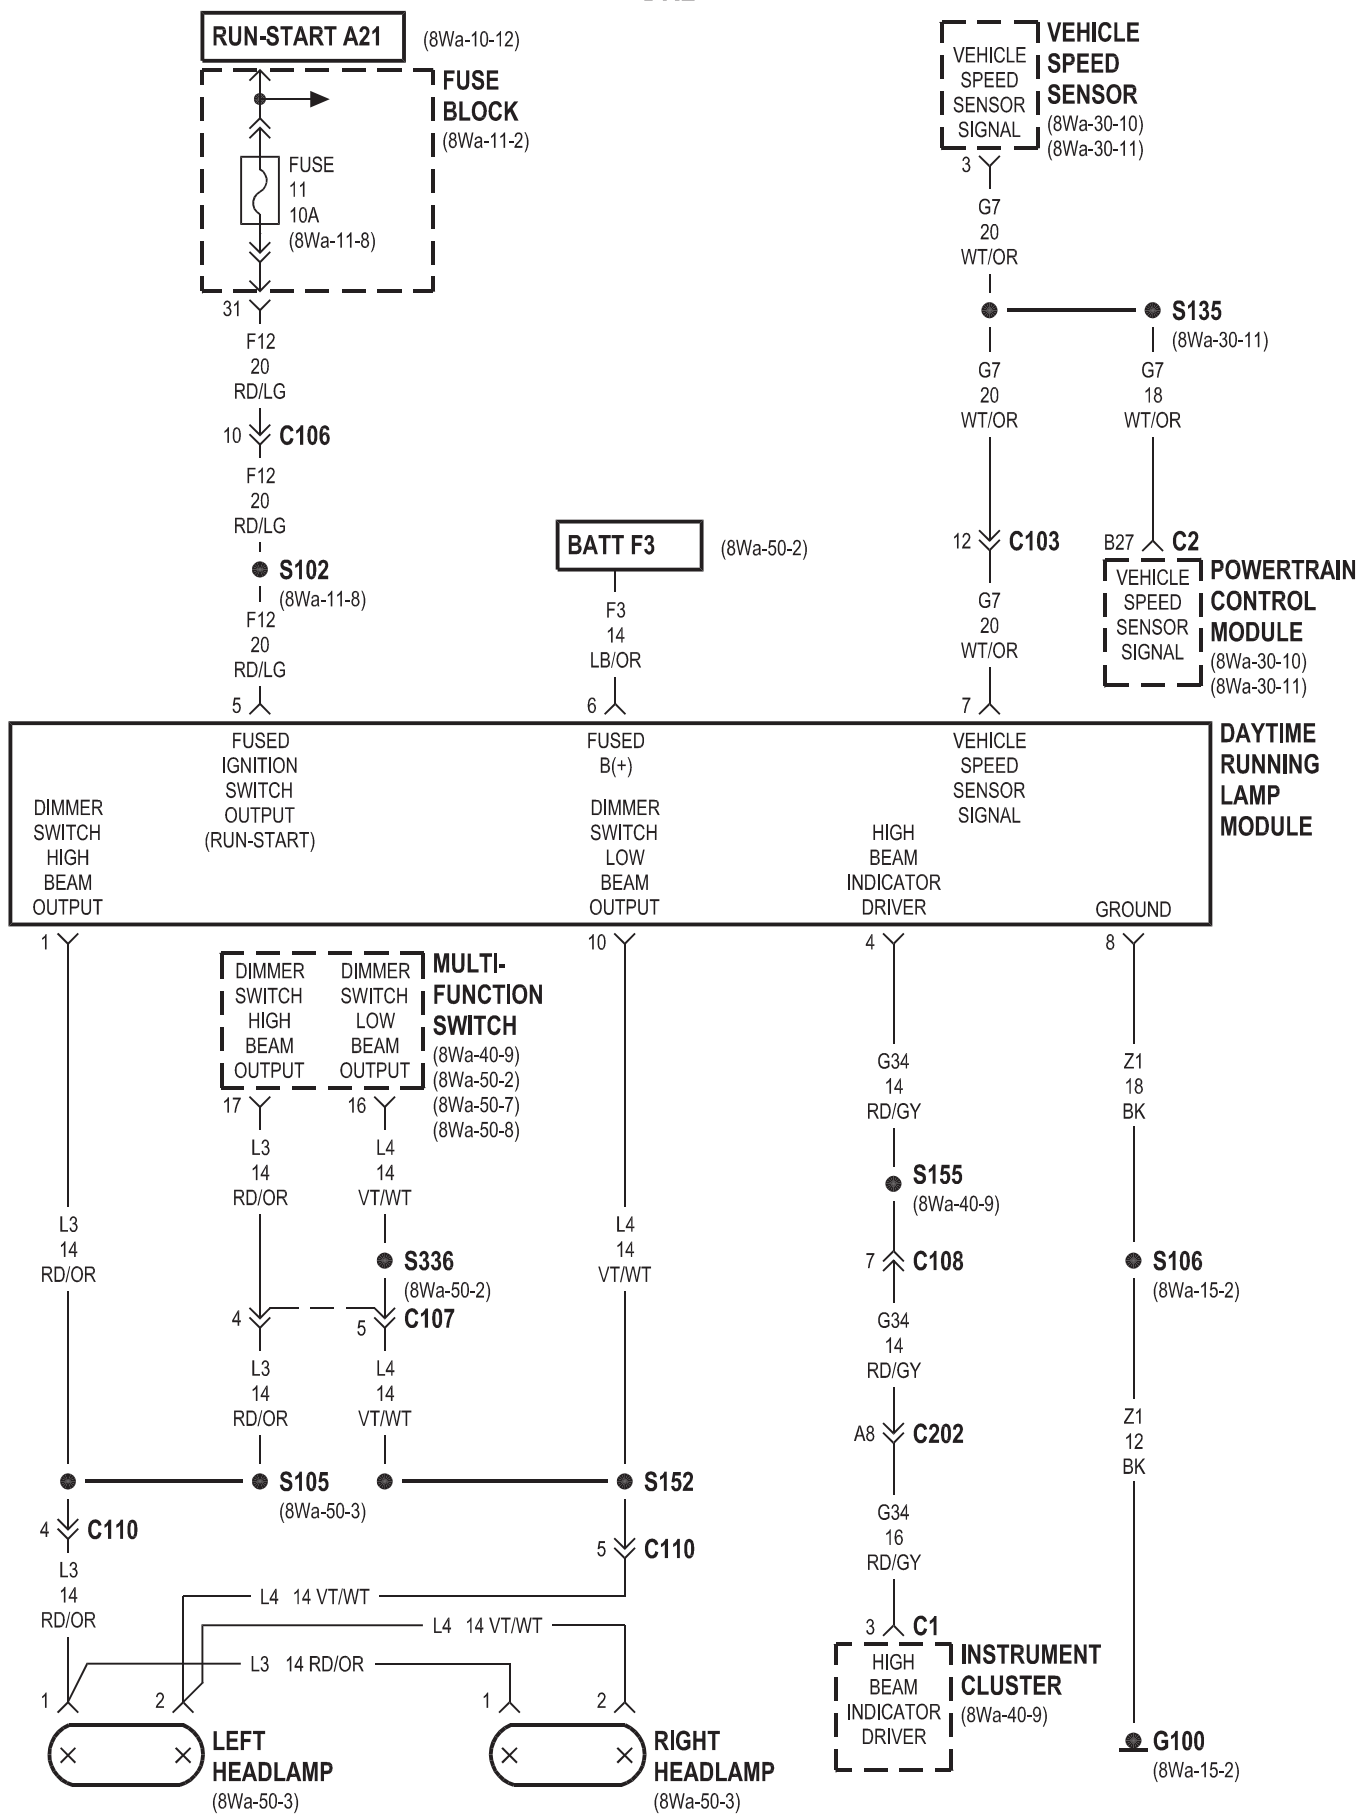 RUN-START A21
(8Wa-10-12)
FUSE
BLOCK
(8Wa-11-2)
FUSE
11
10A
(8Wa-11-8)
31
F12
20
RD/LG
10
C106
F12
20
RD/LG
S102
(8Wa-11-8)
F12
20
RD/LG
5
BATT F3
(8Wa-50-2)
F3
14
LB/OR
6
VEHICLE
SPEED
SENSOR
SIGNAL
VEHICLE
SPEED
SENSOR
(8Wa-30-10)
(8Wa-30-11)
3
G7
20
WT/OR
S135
(8Wa-30-11)
G7
20
WT/OR
G7
18
WT/OR
12
C103
B27
C2
G7
20
WT/OR
7
VEHICLE
SPEED
SENSOR
SIGNAL
POWERTRAIN
CONTROL
MODULE
(8Wa-30-10)
(8Wa-30-11)
DIMMER
SWITCH
HIGH
BEAM
OUTPUT
FUSED
IGNITION
SWITCH
OUTPUT
(RUN-START)
FUSED
B(+)
DIMMER
SWITCH
LOW
BEAM
OUTPUT
VEHICLE
SPEED
SENSOR
SIGNAL
HIGH
BEAM
INDICATOR
DRIVER
GROUND
DAYTIME
RUNNING
LAMP
MODULE
1
10
4
8
DIMMER
SWITCH
HIGH
BEAM
OUTPUT
DIMMER
SWITCH
LOW
BEAM
OUTPUT
MULTI-
FUNCTION
SWITCH
(8Wa-40-9)
(8Wa-50-2)
(8Wa-50-7)
(8Wa-50-8)
17
16
L3
14
RD/OR
L4
14
VT/WT
L3
14
RD/OR
S336
(8Wa-50-2)
4
5
C107
L3
14
RD/OR
L4
14
VT/WT
L4
14
VT/WT
S105
(8Wa-50-3)
S152
4
C110
5
C110
L3
14
RD/OR
L4 14 VT/WT
L4 14 VT/WT
L3 14 RD/OR
1
2
1
2
LEFT
HEADLAMP
(8Wa-50-3)
RIGHT
HEADLAMP
(8Wa-50-3)
G34
14
RD/GY
S155
(8Wa-40-9)
7
C108
G34
14
RD/GY
A8
C202
G34
16
RD/GY
3
C1
HIGH
BEAM
INDICATOR
DRIVER
INSTRUMENT
CLUSTER
(8Wa-40-9)
Z1
18
BK
S106
(8Wa-15-2)
Z1
12
BK
G100
(8Wa-15-2)